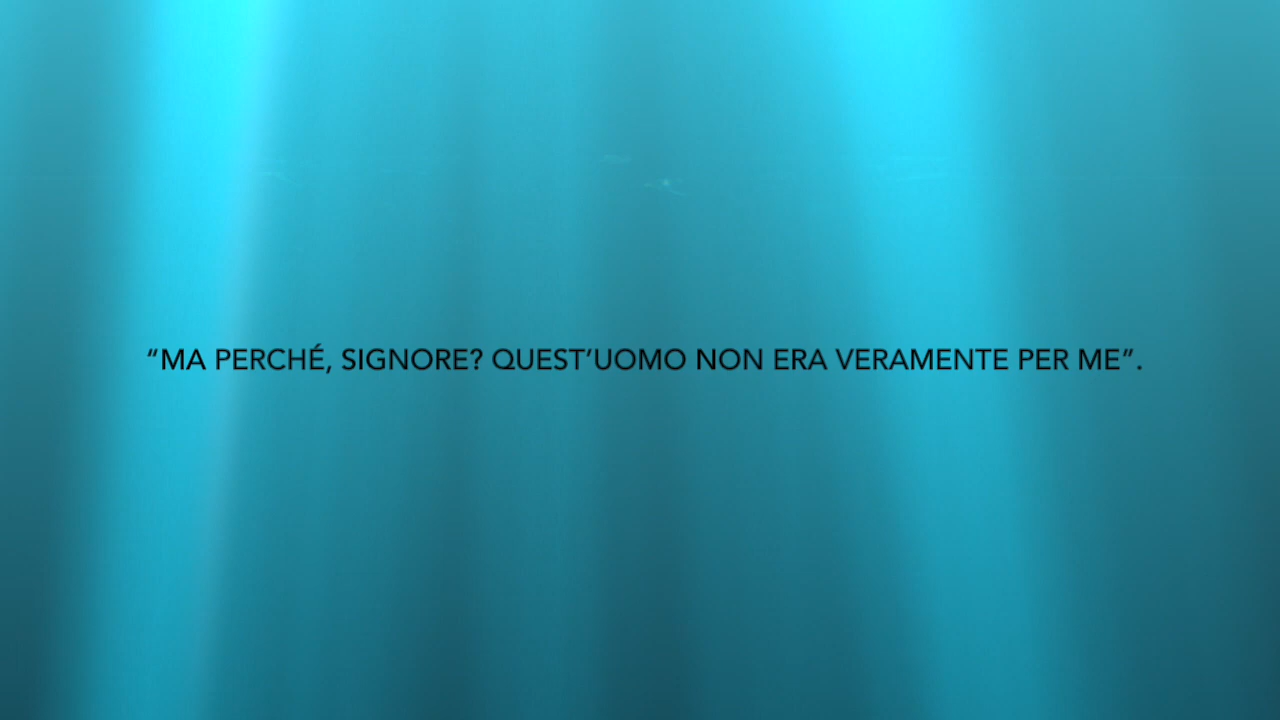 “MA PERCHÉ, SIGNORE? QUEST’UOMO NON ERA VERAMENTE PER ME”.